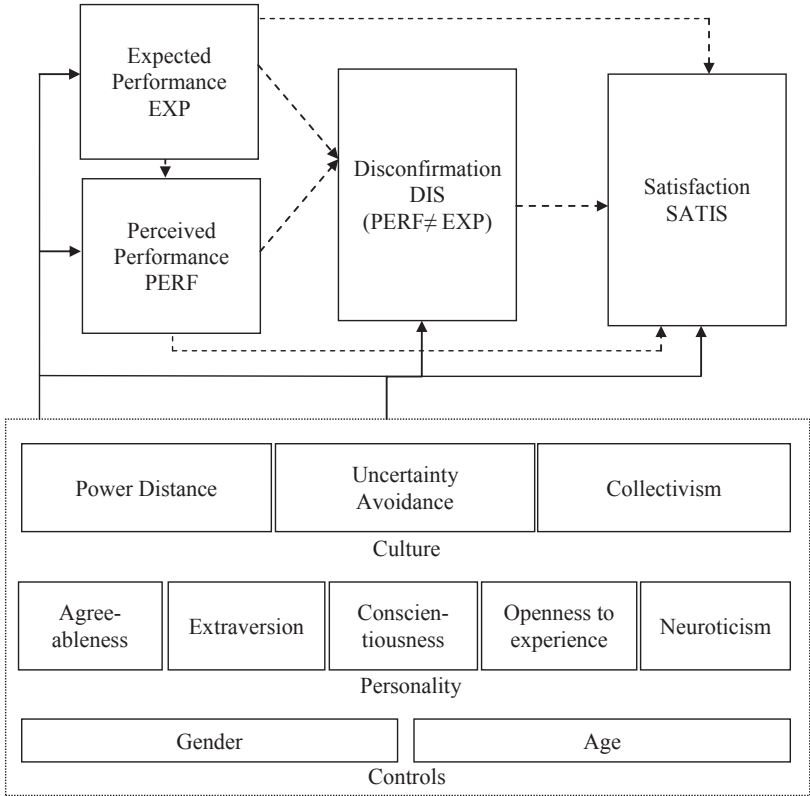 Expected
Performance
EXP
Perceived
Performance
PERF
Disconfirmation
DIS
(PERF≠ EXP)
Satisfaction
SATIS
Power Distance
Uncertainty
Avoidance
Collectivism
Culture
Agree-
ableness
Extraversion
Conscien-
tiousness
Openness to
experience
Neuroticism
Personality
Gender
Age
Controls